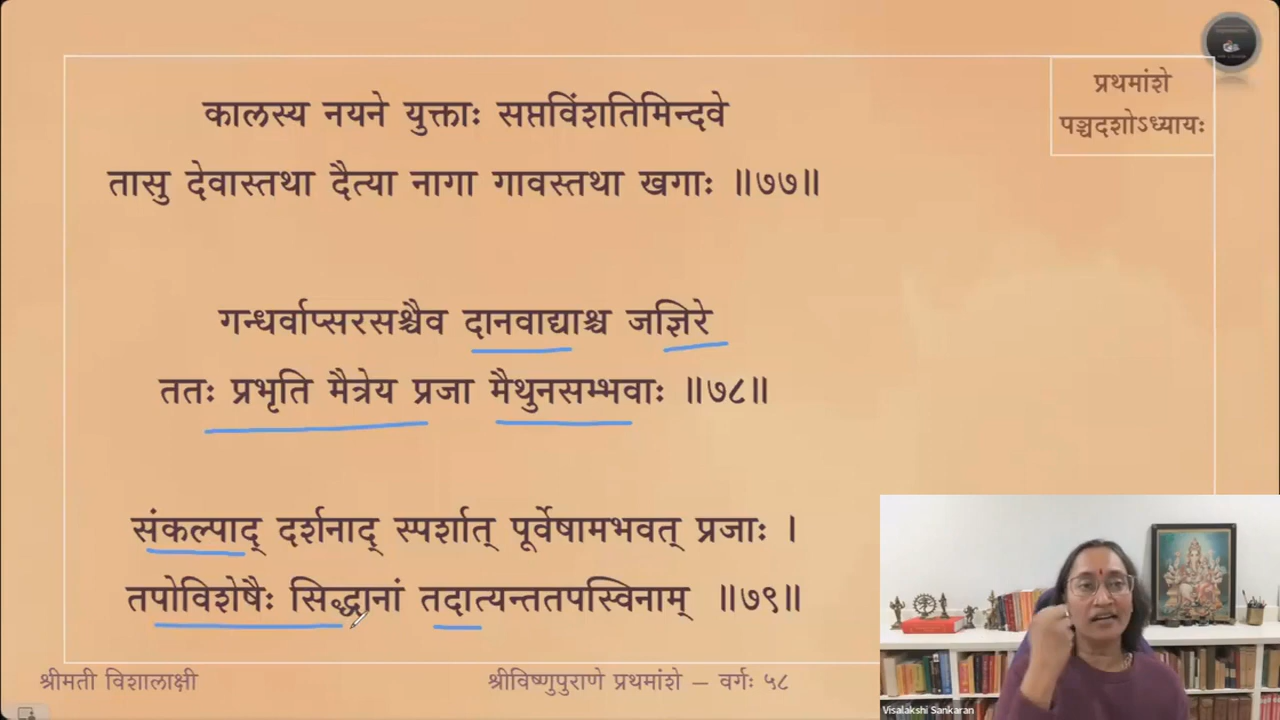 प्रथमांशे
पञ्चदशोऽध्यायः
कालस्य नयने युक्ताः सप्तविंशतिमिन्दवे
तासु देवास्तथा दैत्या नागा गावस्तथा खगाः ॥७७॥
गन्धर्वाप्सरसश्चैव दानवाद्याश्च जज्ञिरे
ततः प्रभृति मैत्रेय प्रजा मैथुनसम्भवाः ॥७८॥
संकल्पाद् दर्शनाद् स्पर्शात् पूर्वेषामभवत् प्रजाः ।
तपोविशेषैः सिद्धानां तदात्यन्ततपस्विनाम् ॥७९॥
श्रीमती विशालाक्षी
श्रीविष्णुपुराणे प्रथमांशे – वर्गः ५८
Visalakshi Sankaran